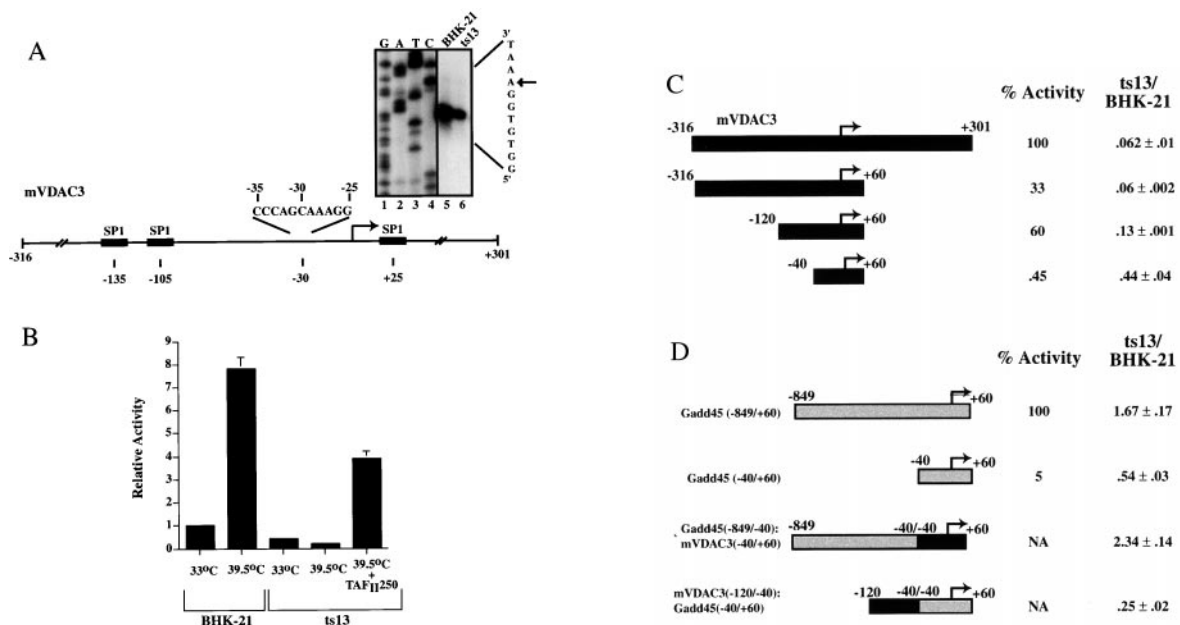 A
G A T C
BHK-21
ts13
3'
T
A
A
A
G
G
T
G
T
G
G
5'
1 2 3 4 5 6
mVDAC3
-35 -30 -25
CCCAGCAAAGG
SP1 SP1 SP1
-316 +301
-135 -105 -30 +25
B
Relative Activity
9
8
7
6
5
4
3
2
1
0
33ºC 39.5ºC 33ºC 39.5ºC 39.5ºC
+
TAFII250
BHK-21 ts13
C
% Activity ts13/
BHK-21
-316 mVDAC3 +301
100 .062 ± .01
-316 +60
33 .06 ± .002
-120 +60
60 .13 ± .001
-40 +60
.45 .44 ± .04
D
% Activity ts13/
BHK-21
-849 +60
Gadd45 (-849/+60) 100 1.67 ± .17
-40 +60
Gadd45 (-40/+60) 5 .54 ± .03
Gadd45(-849/-40): -849 -40/-40 +60
mVDAC3(-40/+60) NA 2.34 ± .14
mVDAC3(-120/-40): -120 -40/-40 +60
Gadd45(-40/+60) NA .25 ± .02